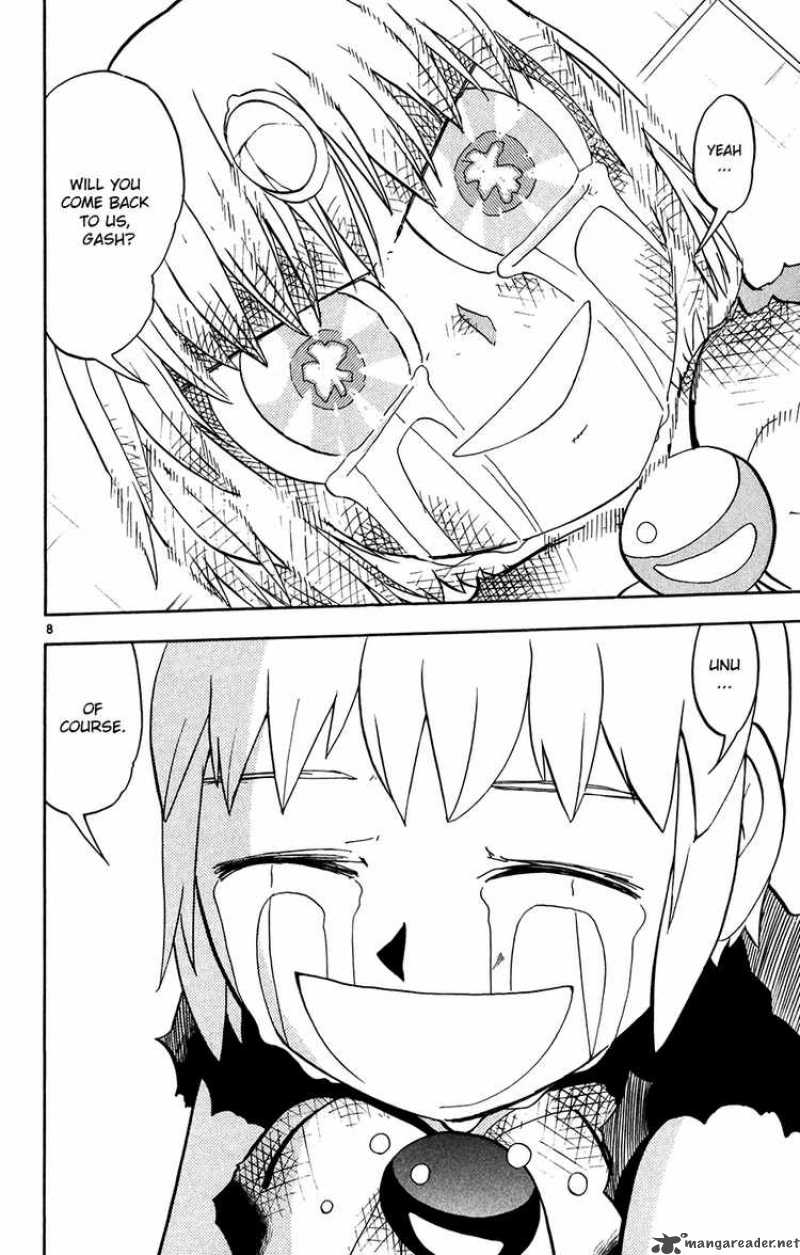 YEAH
...
WILL YOU
COME BACK
TO US,
GASH?
8
UNU
...
OF
COURSE.
mangareader.net